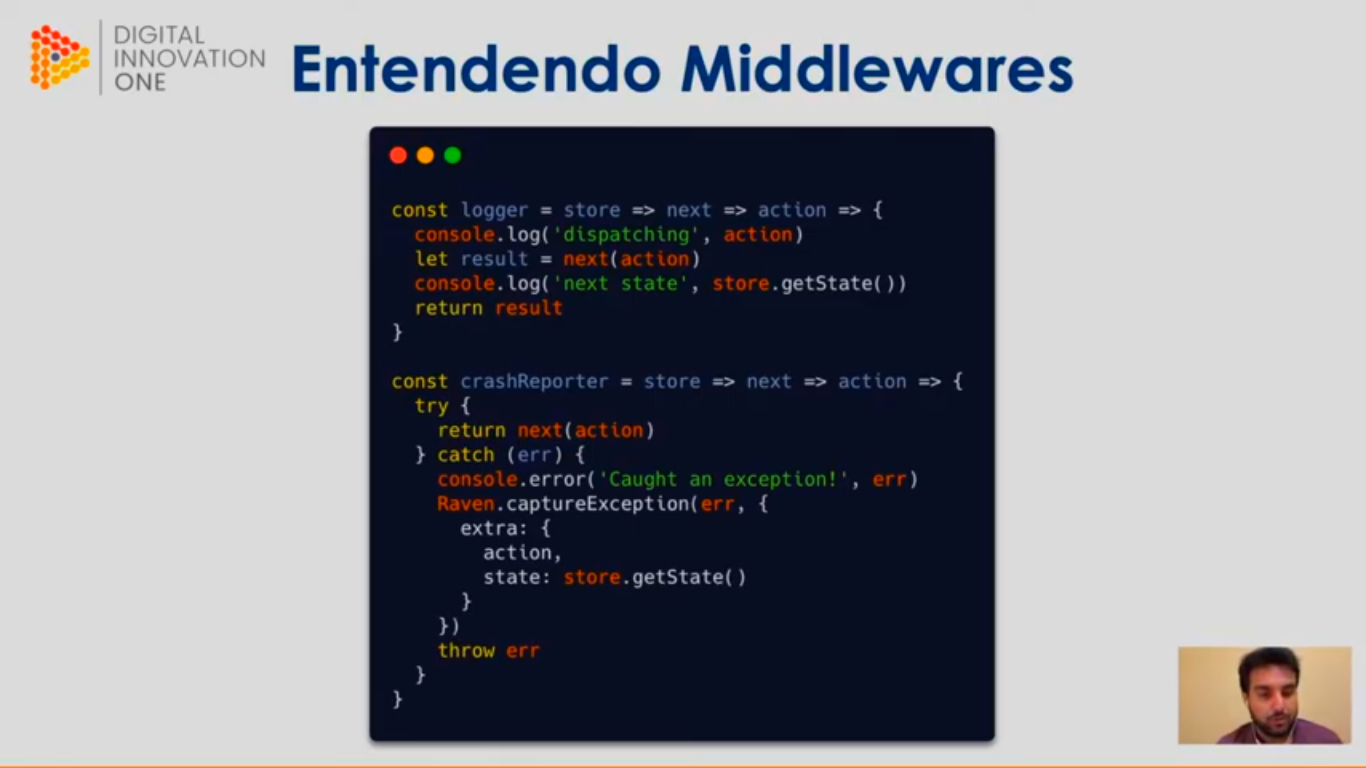 DIGITAL
INNOVATION
ONE
Entendendo Middlewares
const logger = store => next => action => {
  console.log('dispatching', action)
  let result = next(action)
  console.log('next state', store.getState())
  return result
}

const crashReporter = store => next => action => {
  try {
    return next(action)
  } catch (err) {
    console.error('Caught an exception!', err)
    Raven.captureException(err, {
      extra: {
        action,
        state: store.getState()
      }
    })
    throw err
  }
}